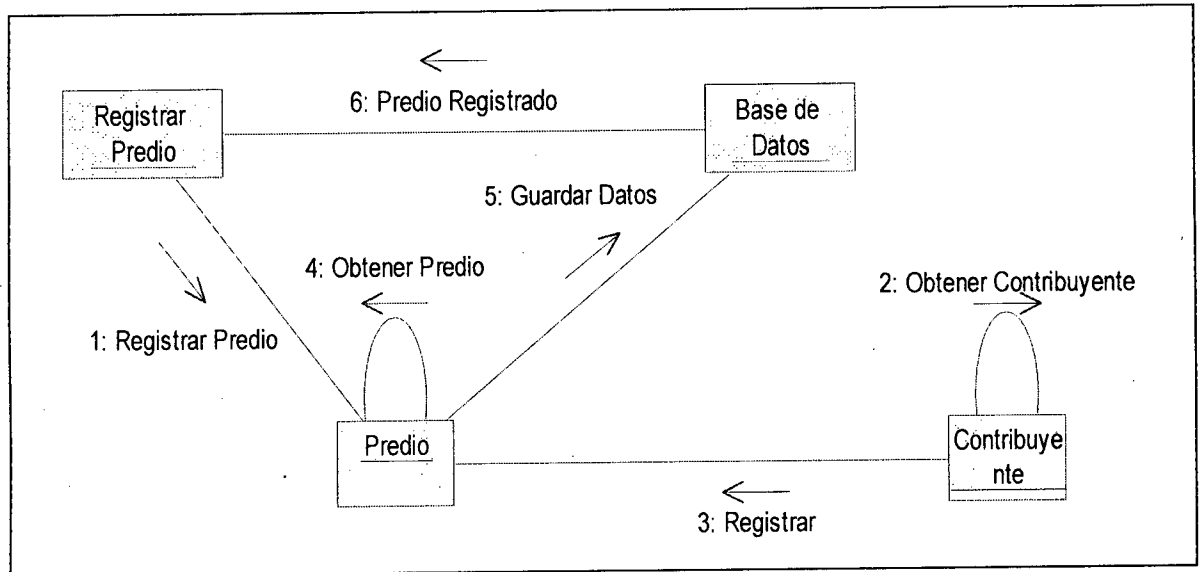 6: Predio Registrado
Registrar
Predio
Base de
Datos
5: Guardar Datos
4: Obtener Predio
2: Obtener Contribuyente
1: Registrar Predio
Predio
Contribuye
nte
3: Registrar